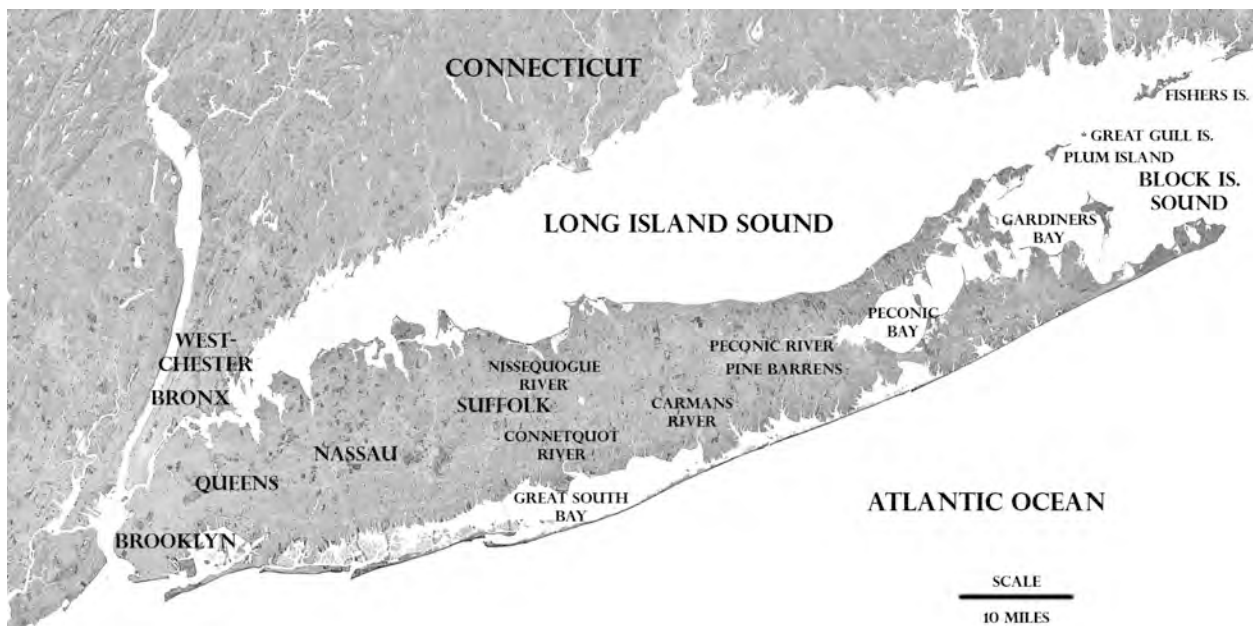 CONNECTICUT
FISHERS IS.
* GREAT GULL IS.
PLUM ISLAND
BLOCK IS.
SOUND
LONG ISLAND SOUND
GARDINERS
BAY
PECONIC
BAY
WEST-
CHESTER
PECONIC RIVER
NISSEQUOGUE
RIVER
PINE BARRENS
BRONX
SUFFOLK
CARMANS
RIVER
CONNETQUOT
RIVER
NASSAU
QUEENS
GREAT SOUTH
BAY
ATLANTIC OCEAN
BROOKLYN
SCALE
10 MILES